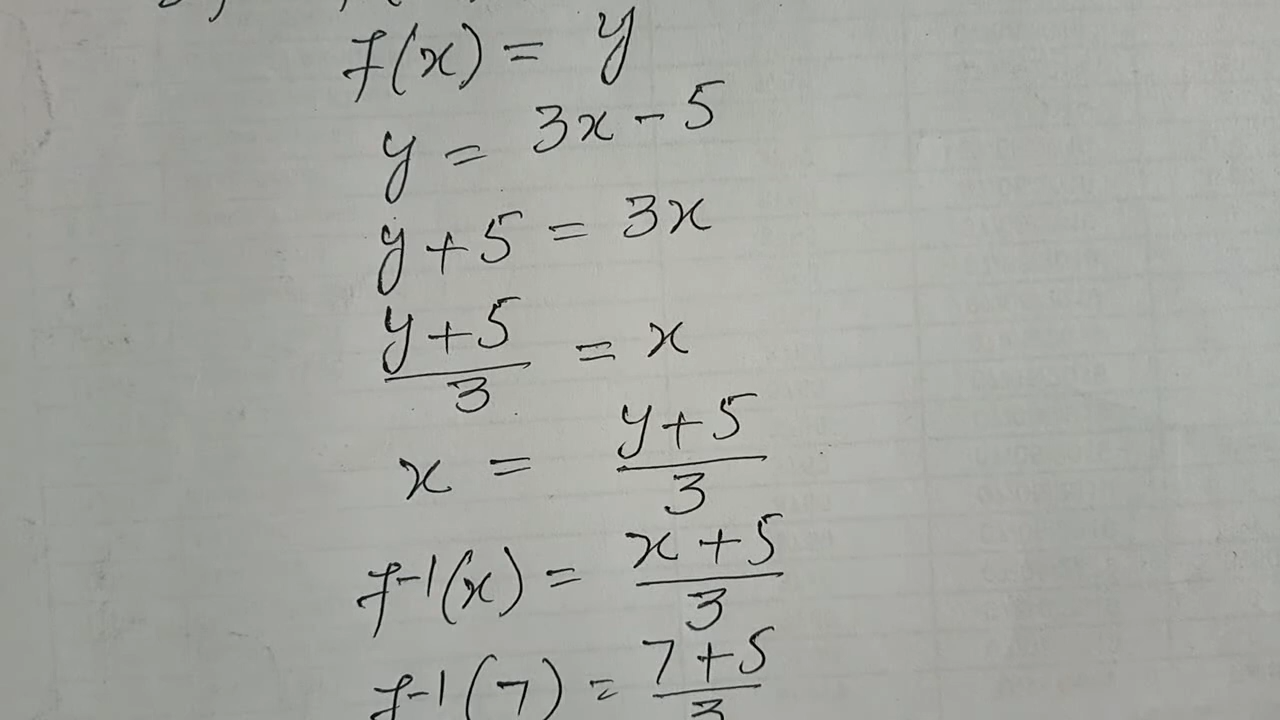 f(x) = y
y = 3x - 5
y + 5 = 3x
(y + 5)/3 = x
x = (y + 5)/3
f⁻¹(x) = (x + 5)/3
f⁻¹(7) = (7 + 5)/3